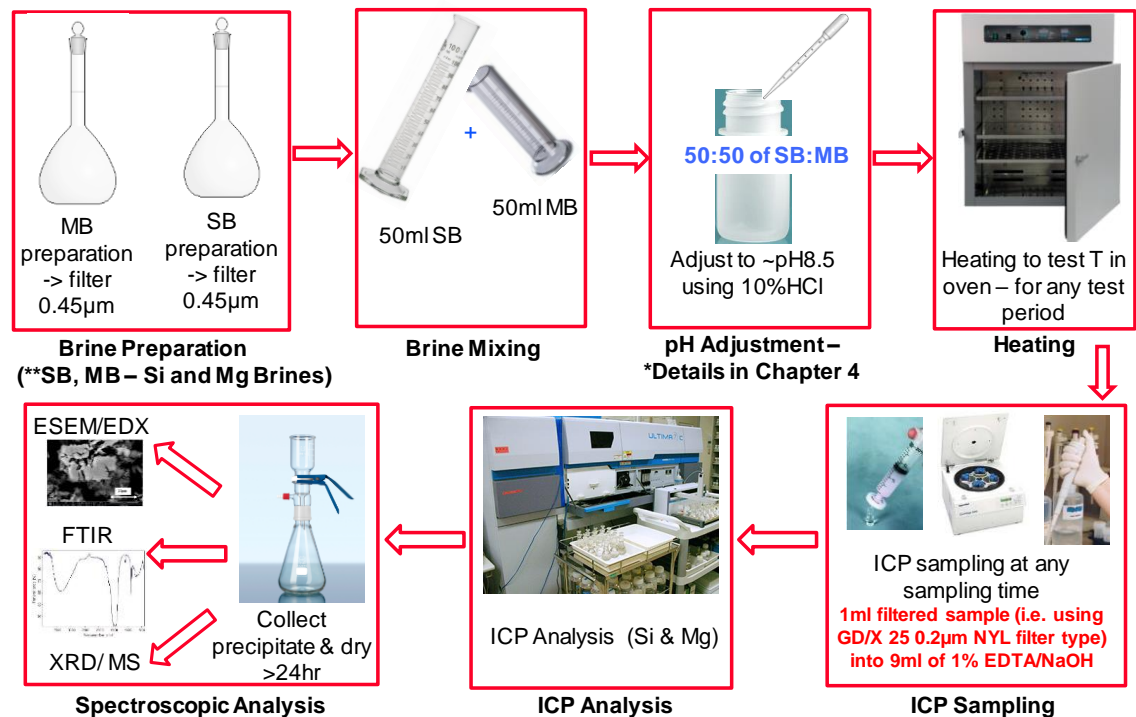 MB
preparation
-> filter
0.45µm
SB
preparation
-> filter
0.45µm
Brine Preparation
(**SB, MB – Si and Mg Brines)
+
50ml SB
50ml MB
Brine Mixing
50:50 of SB:MB
Adjust to ~pH8.5
using 10%HCl
pH Adjustment –
*Details in Chapter 4
Heating to test T in
oven – for any test
period
Heating
ICP sampling at any
sampling time
1ml filtered sample (i.e. using
GD/X 25 0.2µm NYL filter type)
into 9ml of 1% EDTA/NaOH
ICP Sampling
ULTIMA 2 C
ICP Analysis (Si & Mg)
ICP Analysis
Collect
precipitate & dry
>24hr
ESEM/EDX
FTIR
XRD/ MS
Spectroscopic Analysis